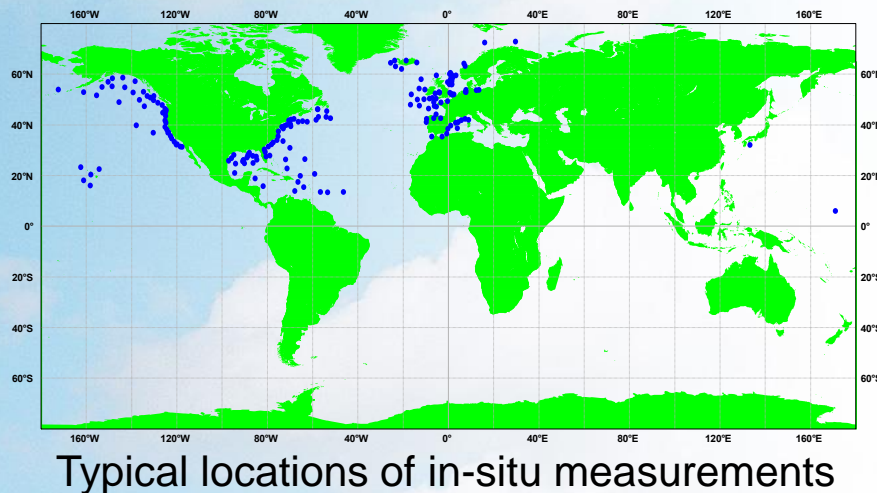 160°W 120°W 80°W 40°W 0° 40°E 80°E 120°E 160°E
60°N 60°N
40°N 40°N
20°N 20°N
0° 0°
20°S 20°S
40°S 40°S
60°S 60°S
160°W 120°W 80°W 40°W 0° 40°E 80°E 120°E 160°E
Typical locations of in-situ measurements